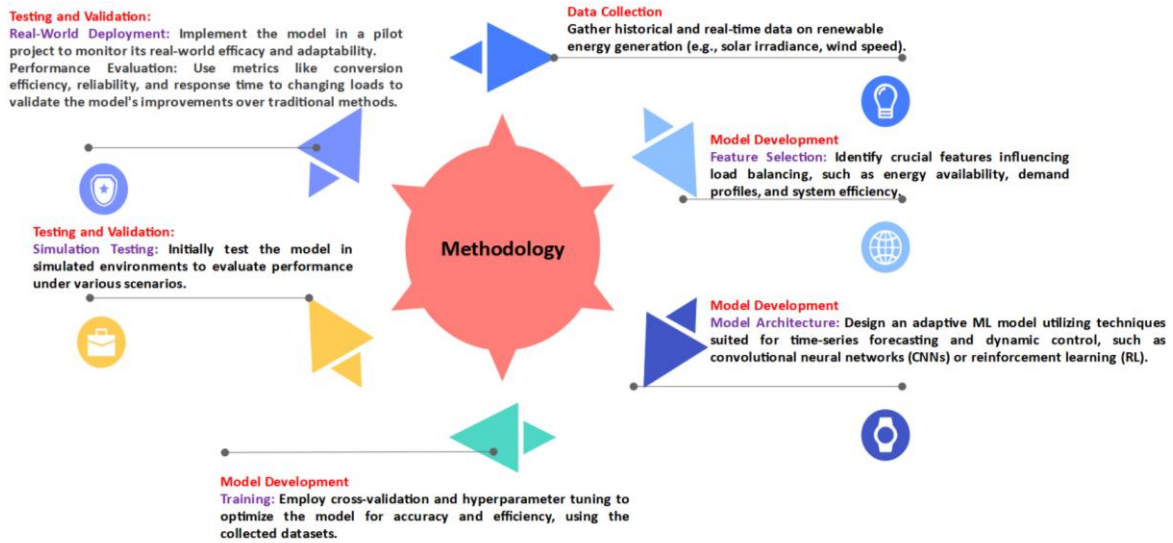 Testing and Validation:
Real-World Deployment: Implement the model in a pilot
project to monitor its real-world efficacy and adaptability.
Performance Evaluation: Use metrics like conversion
efficiency, reliability, and response time to changing loads to
validate the model's improvements over traditional methods.
Data Collection
Gather historical and real-time data on renewable
energy generation (e.g., solar irradiance, wind speed).
Model Development
Feature Selection: Identify crucial features influencing
load balancing, such as energy availability, demand
profiles, and system efficiency.
Testing and Validation:
Simulation Testing: Initially test the model in
simulated environments to evaluate performance
under various scenarios.
Methodology
Model Development
Model Architecture: Design an adaptive ML model utilizing techniques
suited for time-series forecasting and dynamic control, such as
convolutional neural networks (CNNs) or reinforcement learning (RL).
Model Development
Training: Employ cross-validation and hyperparameter tuning to
optimize the model for accuracy and efficiency, using the
collected datasets.